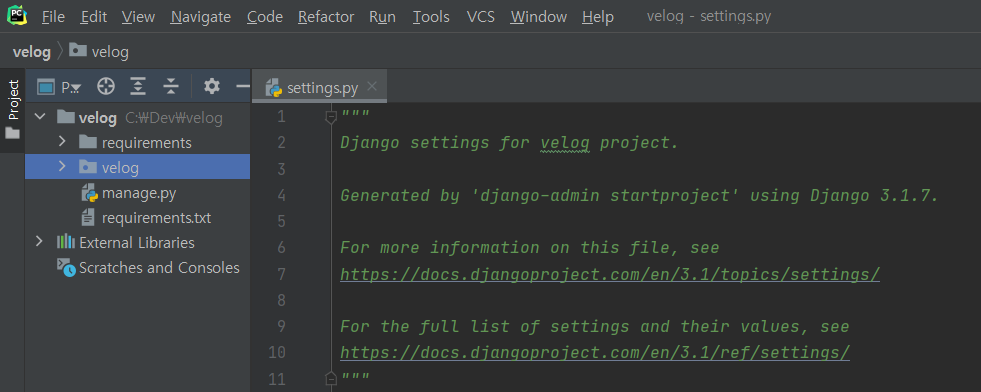 PC
File Edit View Navigate Code Refactor Run Tools VCS Window Help velog - settings.py
velog velog
Project
P...
settings.py
velog C:₩Dev₩velog
requirements
velog
manage.py
requirements.txt
External Libraries
Scratches and Consoles
1 """
2 Django settings for velog project.
3
4 Generated by 'django-admin startproject' using Django 3.1.7.
5
6 For more information on this file, see
7 https://docs.djangoproject.com/en/3.1/topics/settings/
8
9 For the full list of settings and their values, see
10 https://docs.djangoproject.com/en/3.1/ref/settings/
11 """